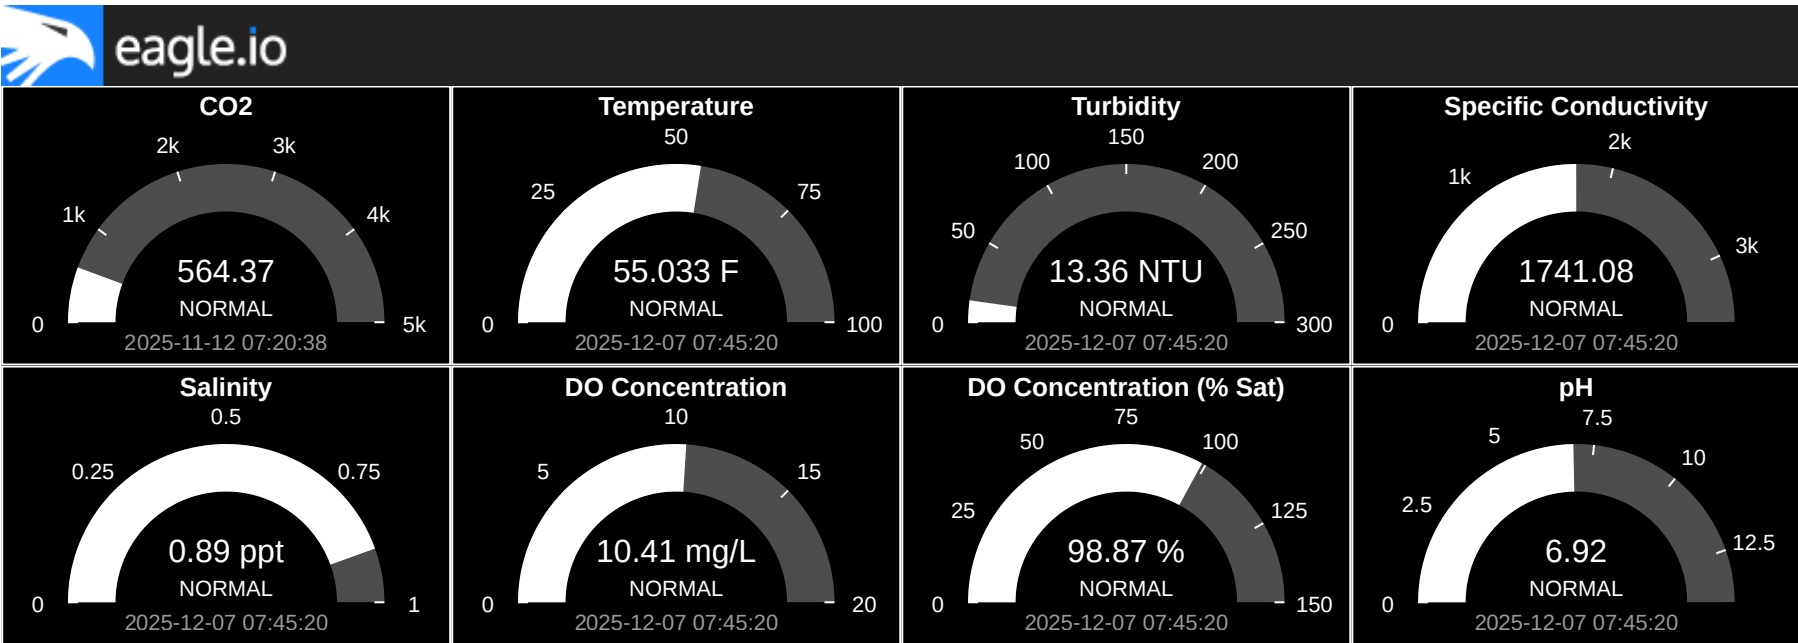 eagle.io
CO2
0
1k
2k
3k
4k
5k
564.37
NORMAL
2025-11-12 07:20:38
Temperature
0
25
50
75
100
55.033 F
NORMAL
2025-12-07 07:45:20
Turbidity
0
50
100
150
200
250
300
13.36 NTU
NORMAL
2025-12-07 07:45:20
Specific Conductivity
0
1k
2k
3k
1741.08
NORMAL
2025-12-07 07:45:20
Salinity
0
0.25
0.5
0.75
1
0.89 ppt
NORMAL
2025-12-07 07:45:20
DO Concentration
0
5
10
15
20
10.41 mg/L
NORMAL
2025-12-07 07:45:20
DO Concentration (% Sat)
0
25
50
75
100
125
150
98.87 %
NORMAL
2025-12-07 07:45:20
pH
0
2.5
5
7.5
10
12.5
6.92
NORMAL
2025-12-07 07:45:20